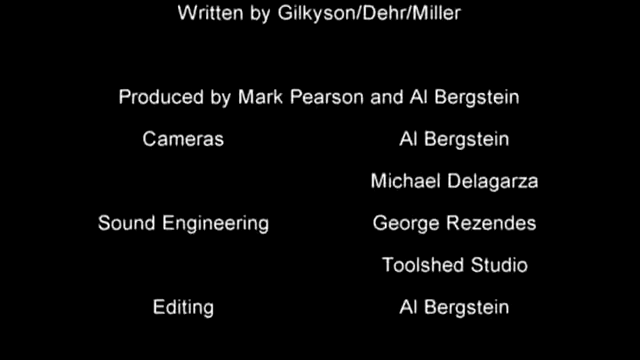 Written by Gilkyson/Dehr/Miller
Produced by Mark Pearson and Al Bergstein
Cameras Al Bergstein
Michael Delagarza
Sound Engineering George Rezendes
Toolshed Studio
Editing Al Bergstein